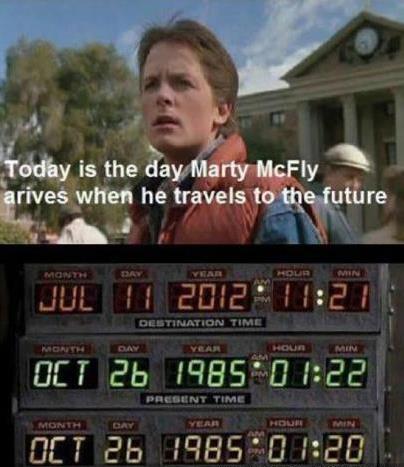 Today is the day Marty McFly
arives when he travels to the future
MONTH DAY YEAR HOUR MIN
JUL 11 2012 AM PM 11:21
DESTINATION TIME
MONTH DAY YEAR HOUR MIN
OCT 26 1985 AM PM 01:22
PRESENT TIME
MONTH DAY YEAR HOUR MIN
OCT 26 1985 AM PM 01:20